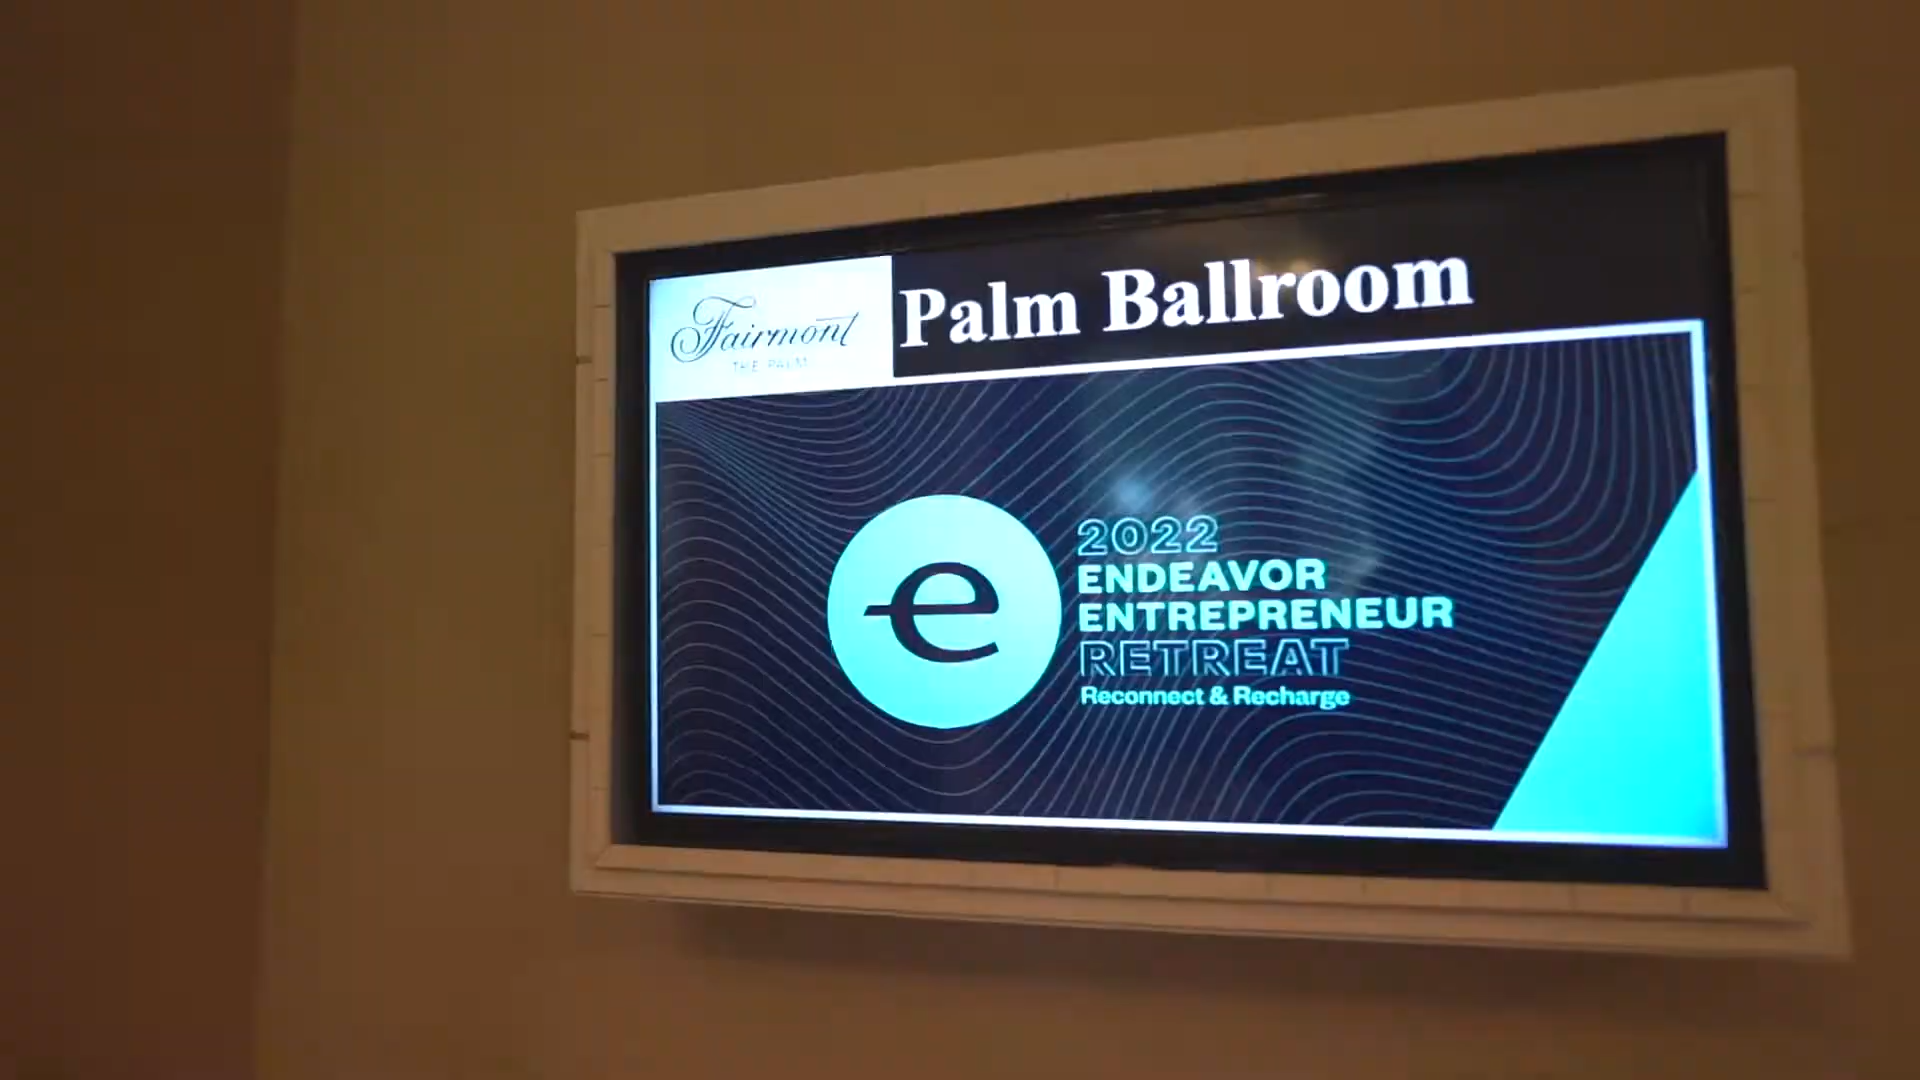 Fairmont
THE PALM
Palm Ballroom
e
2022
ENDEAVOR
ENTREPRENEUR
RETREAT
Reconnect & Recharge